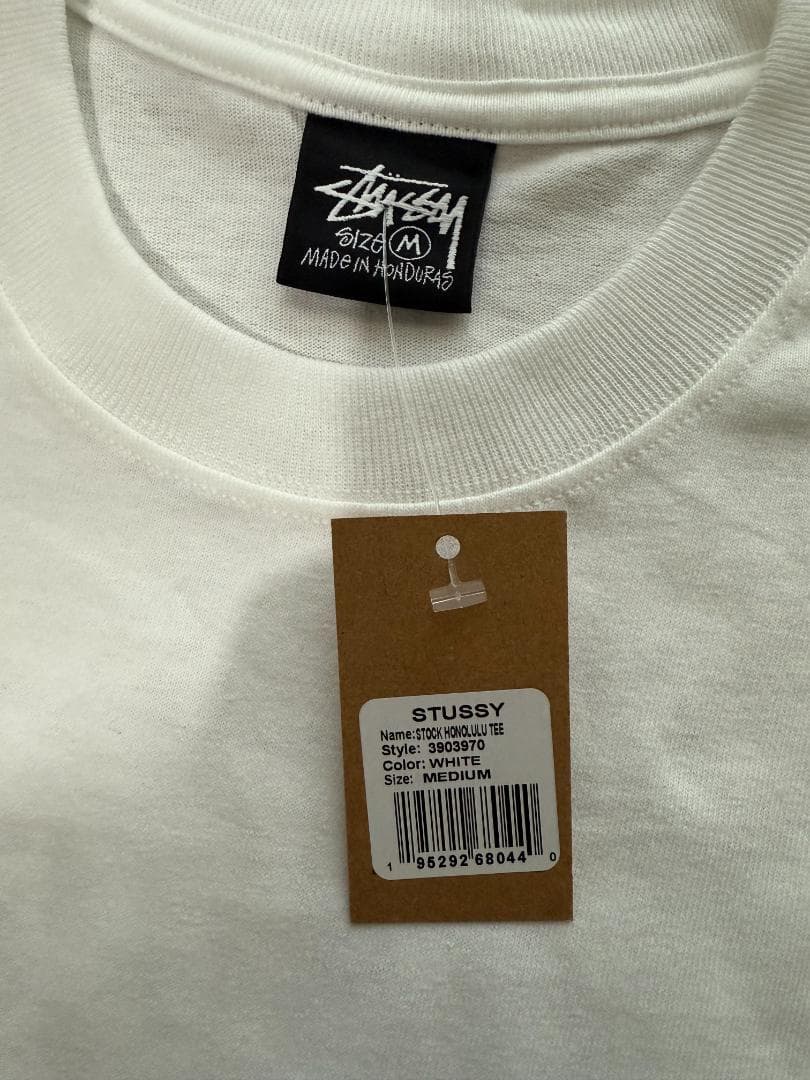 STÜSSY
SIZE M
MADE IN HONDURAS
STUSSY
Name:STOCK HONOLULU TEE
Style: 3903970
Color: WHITE
Size: MEDIUM
1 95292 68044 0